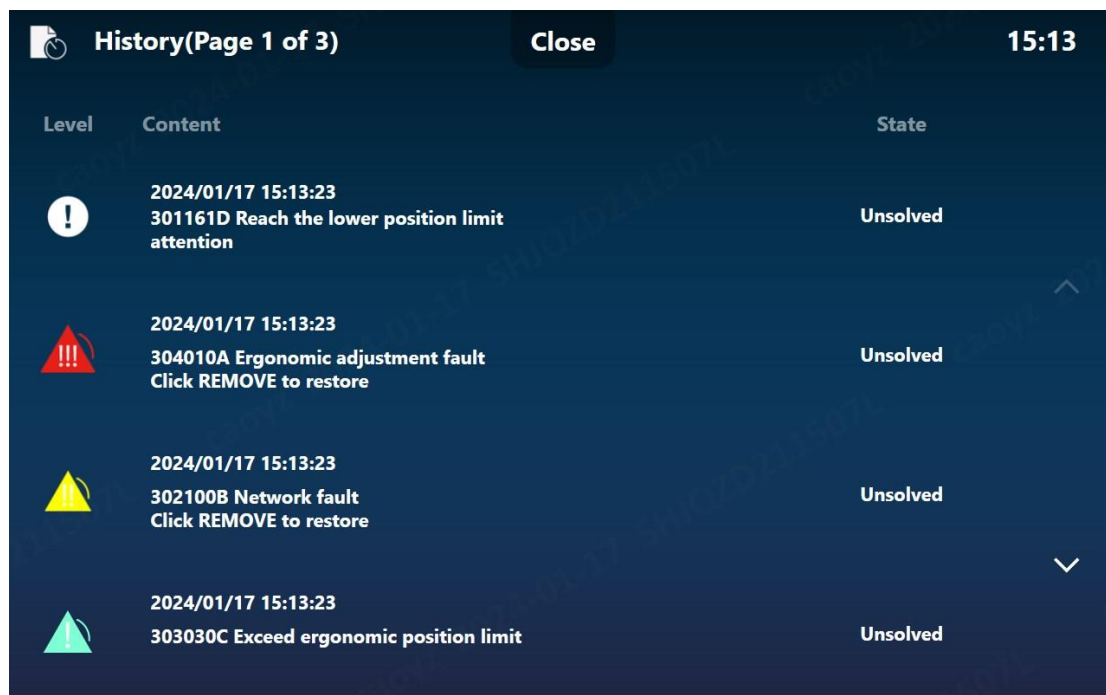 History(Page 1 of 3)
Close
15:13
Level
Content
State
2024/01/17 15:13:23
301161D Reach the lower position limit
attention
Unsolved
2024/01/17 15:13:23
304010A Ergonomic adjustment fault
Click REMOVE to restore
Unsolved
2024/01/17 15:13:23
302100B Network fault
Click REMOVE to restore
Unsolved
2024/01/17 15:13:23
303030C Exceed ergonomic position limit
Unsolved